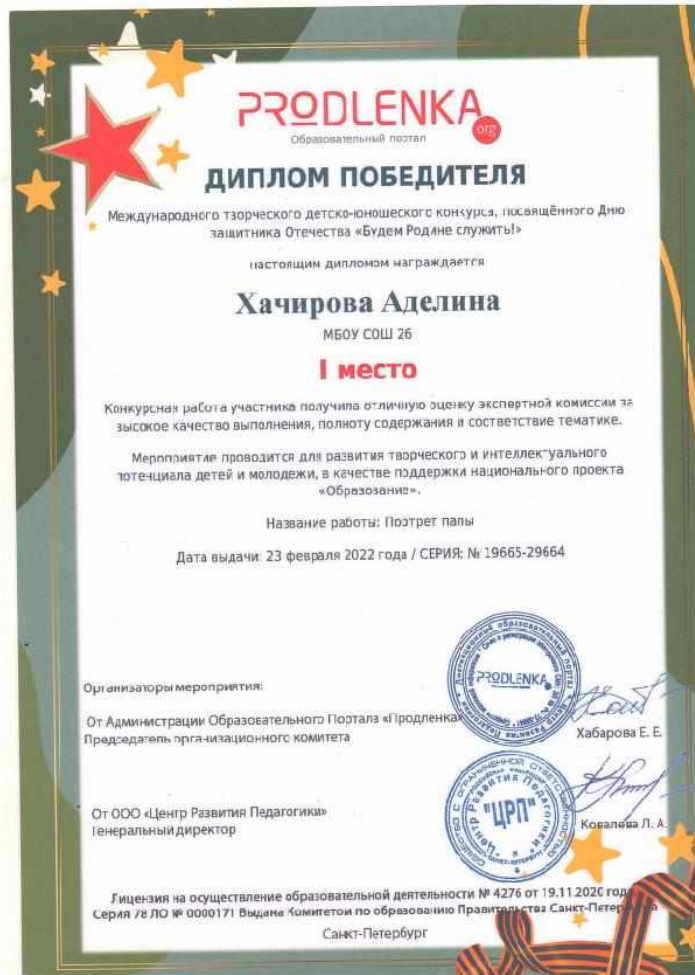 PRODLENKA
org
Образовательный портал
ДИПЛОМ ПОБЕДИТЕЛЯ
Международного творческого детско-юношеского конкурса, посвящённого Дню
защитника Отечества «Будем Родине служить!»
настоящим дипломом награждается
Хачирова Аделина
МБОУ СОШ 26
I место
Конкурсная работа участника получила отличную оценку экспертной комиссии за
высокое качество выполнения, полноту содержания и соответствие тематике.
Мероприятие проводится для развития творческого и интеллектуального
потенциала детей и молодежи, в качестве поддержки национального проекта
«Образование».
Название работы: Портрет папы
Дата выдачи: 23 февраля 2022 года / СЕРИЯ: № 19665-29664
PRODLENKA
Организаторы мероприятия:
От Администрации Образовательного Портала «Продленка»
Председатель организационного комитета
Хабарова Е. Е.
Центр Развития Педагогики
"ЦРП"
От ООО «Центр Развития Педагогики»
Генеральный директор
Ковалева Л. А.
Лицензия на осуществление образовательной деятельности № 4276 от 19.11.2020 года
Серия 78 ЛО № 0000171 Выдана Комитетом по образованию Правительства Санкт-Петербурга
Санкт-Петербург